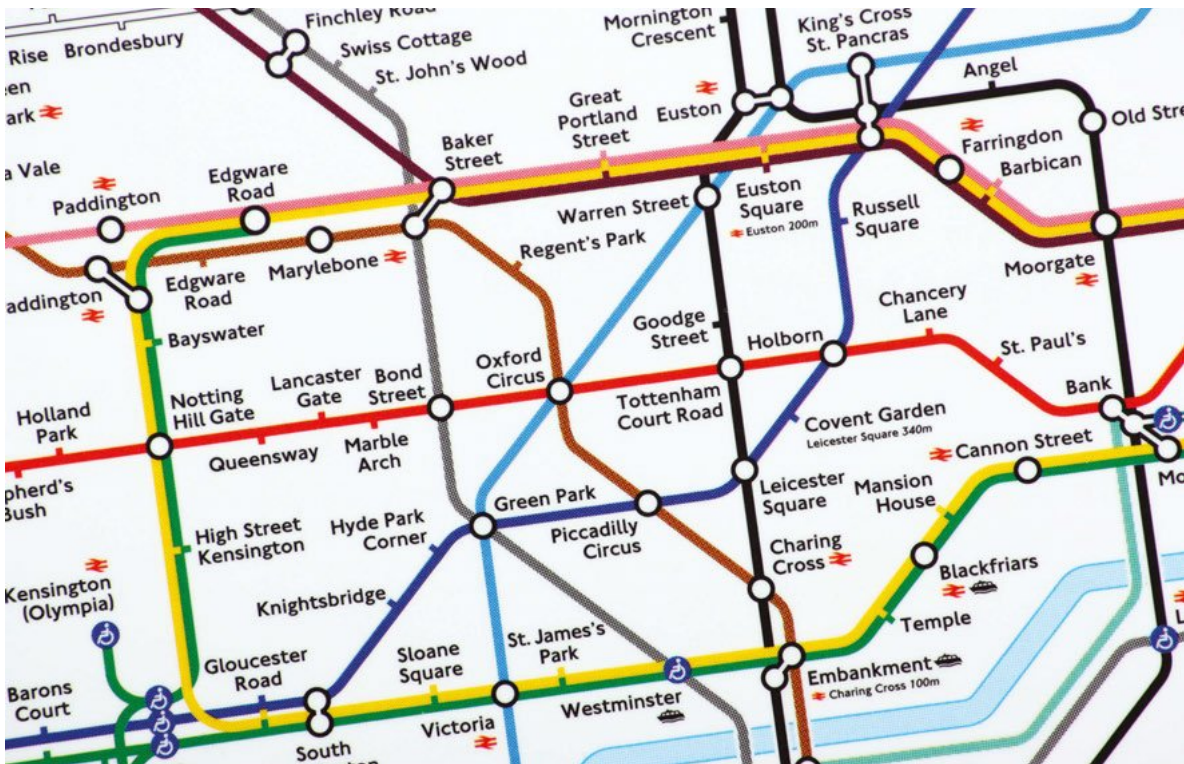 Rise
Brondesbury
Finchley Road
Swiss Cottage
St. John's Wood
Mornington
Crescent
King's Cross
St. Pancras
Angel
Old
Great
Portland
Street
Euston
Baker
Street
Farringdon
Barbican
Vale
Paddington
Edgware
Road
Warren Street
Euston
Square
Euston 200m
Russell
Square
Regent's Park
Moorgate
Marylebone
Edgware
Road
addington
Bayswater
Goodge
Street
Holborn
Chancery
Lane
St. Paul's
Bank
Oxford
Circus
Bond
Street
Lancaster
Gate
Notting
Hill Gate
Holland
Park
Queensway
Marble
Arch
Tottenham
Court Road
Covent Garden
Leicester Square 340m
Cannon Street
Mansion
House
Leicester
Square
pherd's
Bush
High Street
Kensington
Hyde Park
Corner
Green Park
Piccadilly
Circus
Charing
Cross
Blackfriars
Temple
Kensington
(Olympia)
Knightsbridge
St. James's
Park
Sloane
Square
Gloucester
Road
Barons
Court
Embankment
Charing Cross 100m
Westminster
Victoria
South